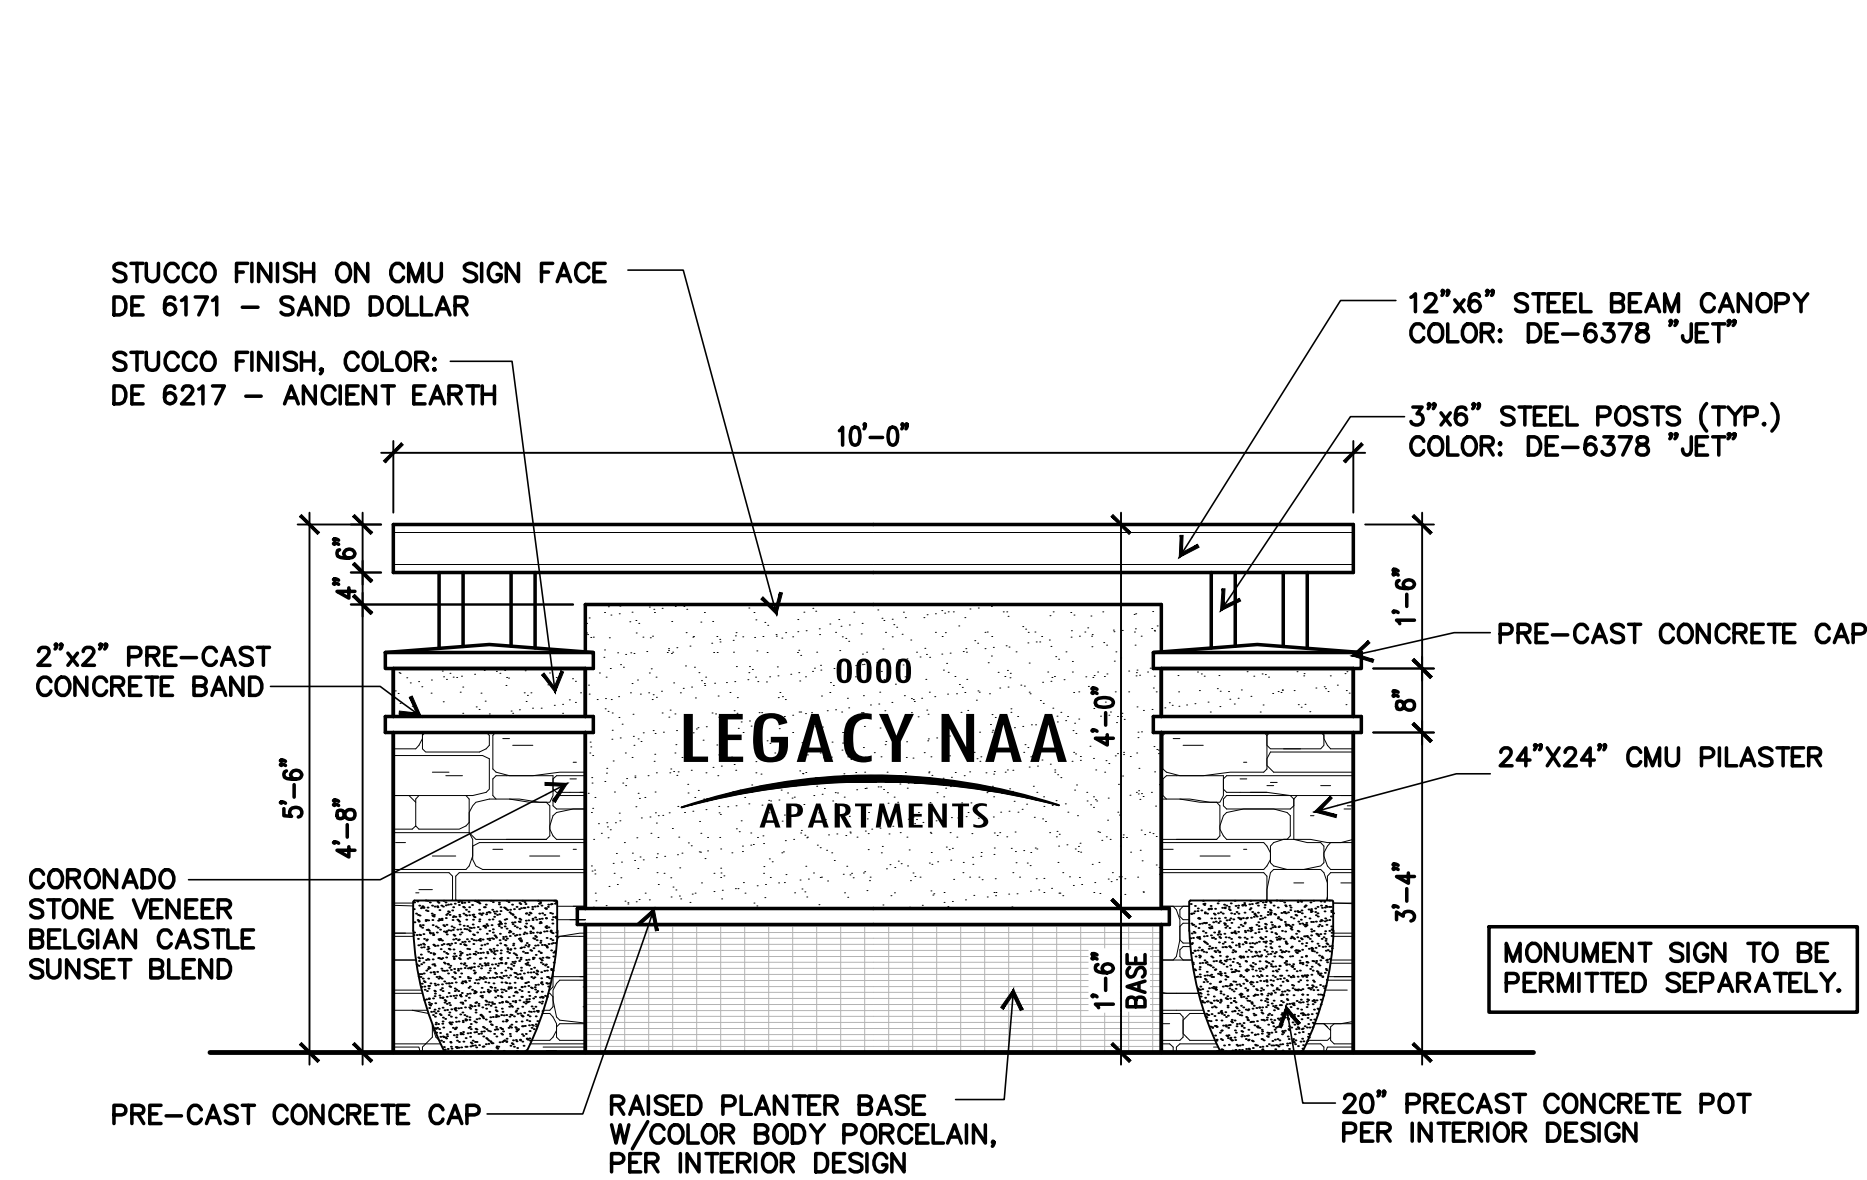 STUCCO FINISH ON CMU SIGN FACE
DE 6171 – SAND DOLLAR
STUCCO FINISH, COLOR:
DE 6217 – ANCIENT EARTH
12"x6" STEEL BEAM CANOPY
COLOR: DE–6378 "JET"
3"x6" STEEL POSTS (TYP.)
COLOR: DE–6378 "JET"
10'–0"
6"
4"
5'–6"
4'–8"
2"x2" PRE–CAST
CONCRETE BAND
CORONADO
STONE VENEER
BELGIAN CASTLE
SUNSET BLEND
0000
LEGACY NAA
APARTMENTS
4'–0"
1'–6"
BASE
1'–6"
8"
3'–4"
PRE–CAST CONCRETE CAP
24"X24" CMU PILASTER
MONUMENT SIGN TO BE
PERMITTED SEPARATELY.
PRE–CAST CONCRETE CAP
RAISED PLANTER BASE
W/COLOR BODY PORCELAIN,
PER INTERIOR DESIGN
20" PRECAST CONCRETE POT
PER INTERIOR DESIGN